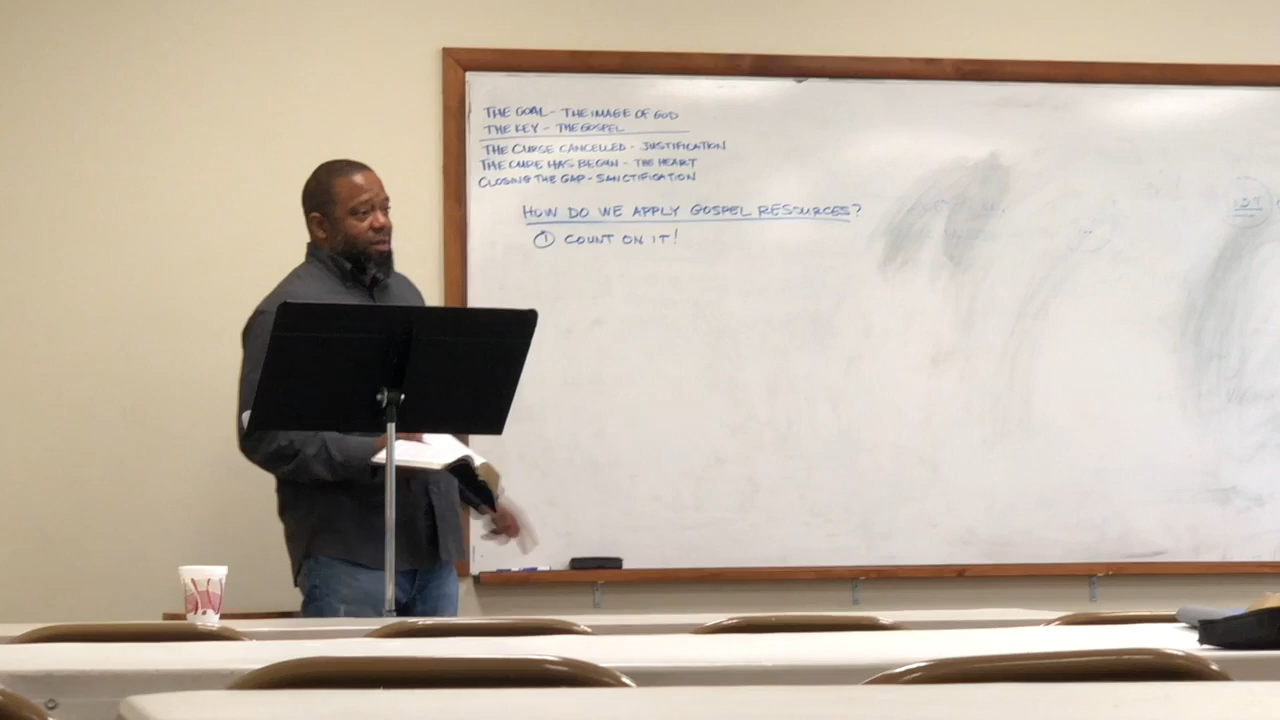 THE GOAL - THE IMAGE OF GOD
THE KEY - THE GOSPEL
THE CURSE CANCELLED - JUSTIFICATION
THE CURE HAS BEGUN - THE HEART
CLOSING THE GAP - SANCTIFICATION
HOW DO WE APPLY GOSPEL RESOURCES?
① COUNT ON IT!